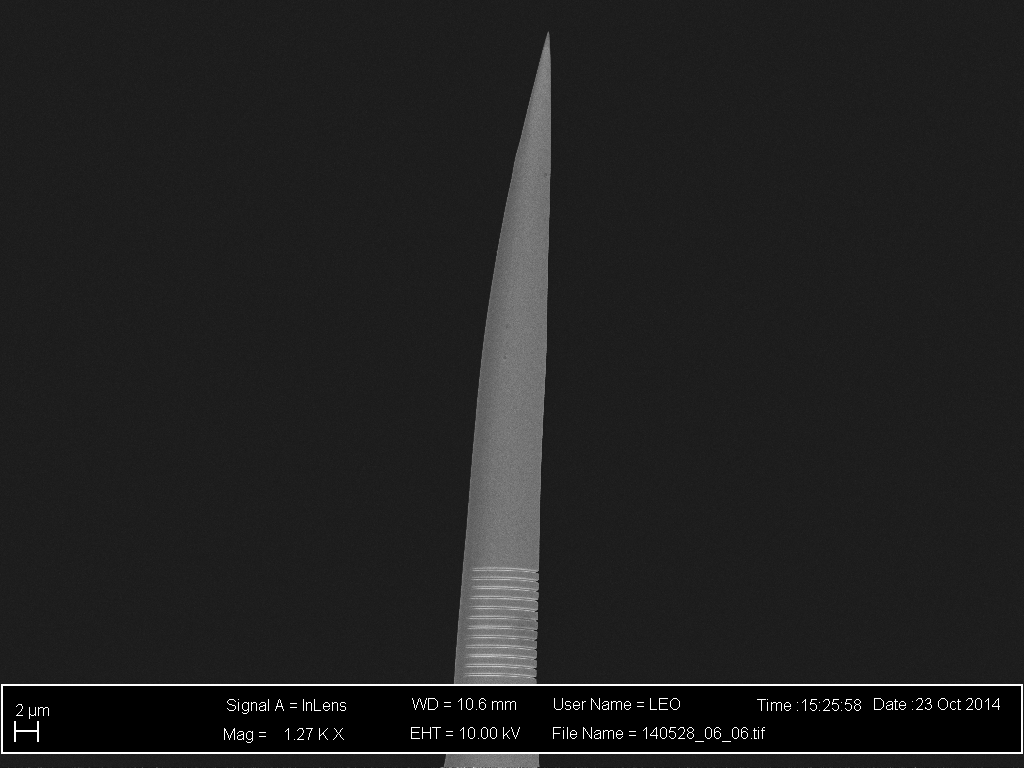 2 µm
Signal A = InLens WD = 10.6 mm User Name = LEO Time :15:25:58 Date :23 Oct 2014
Mag = 1.27 K X EHT = 10.00 kV File Name = 140528_06_06.tif